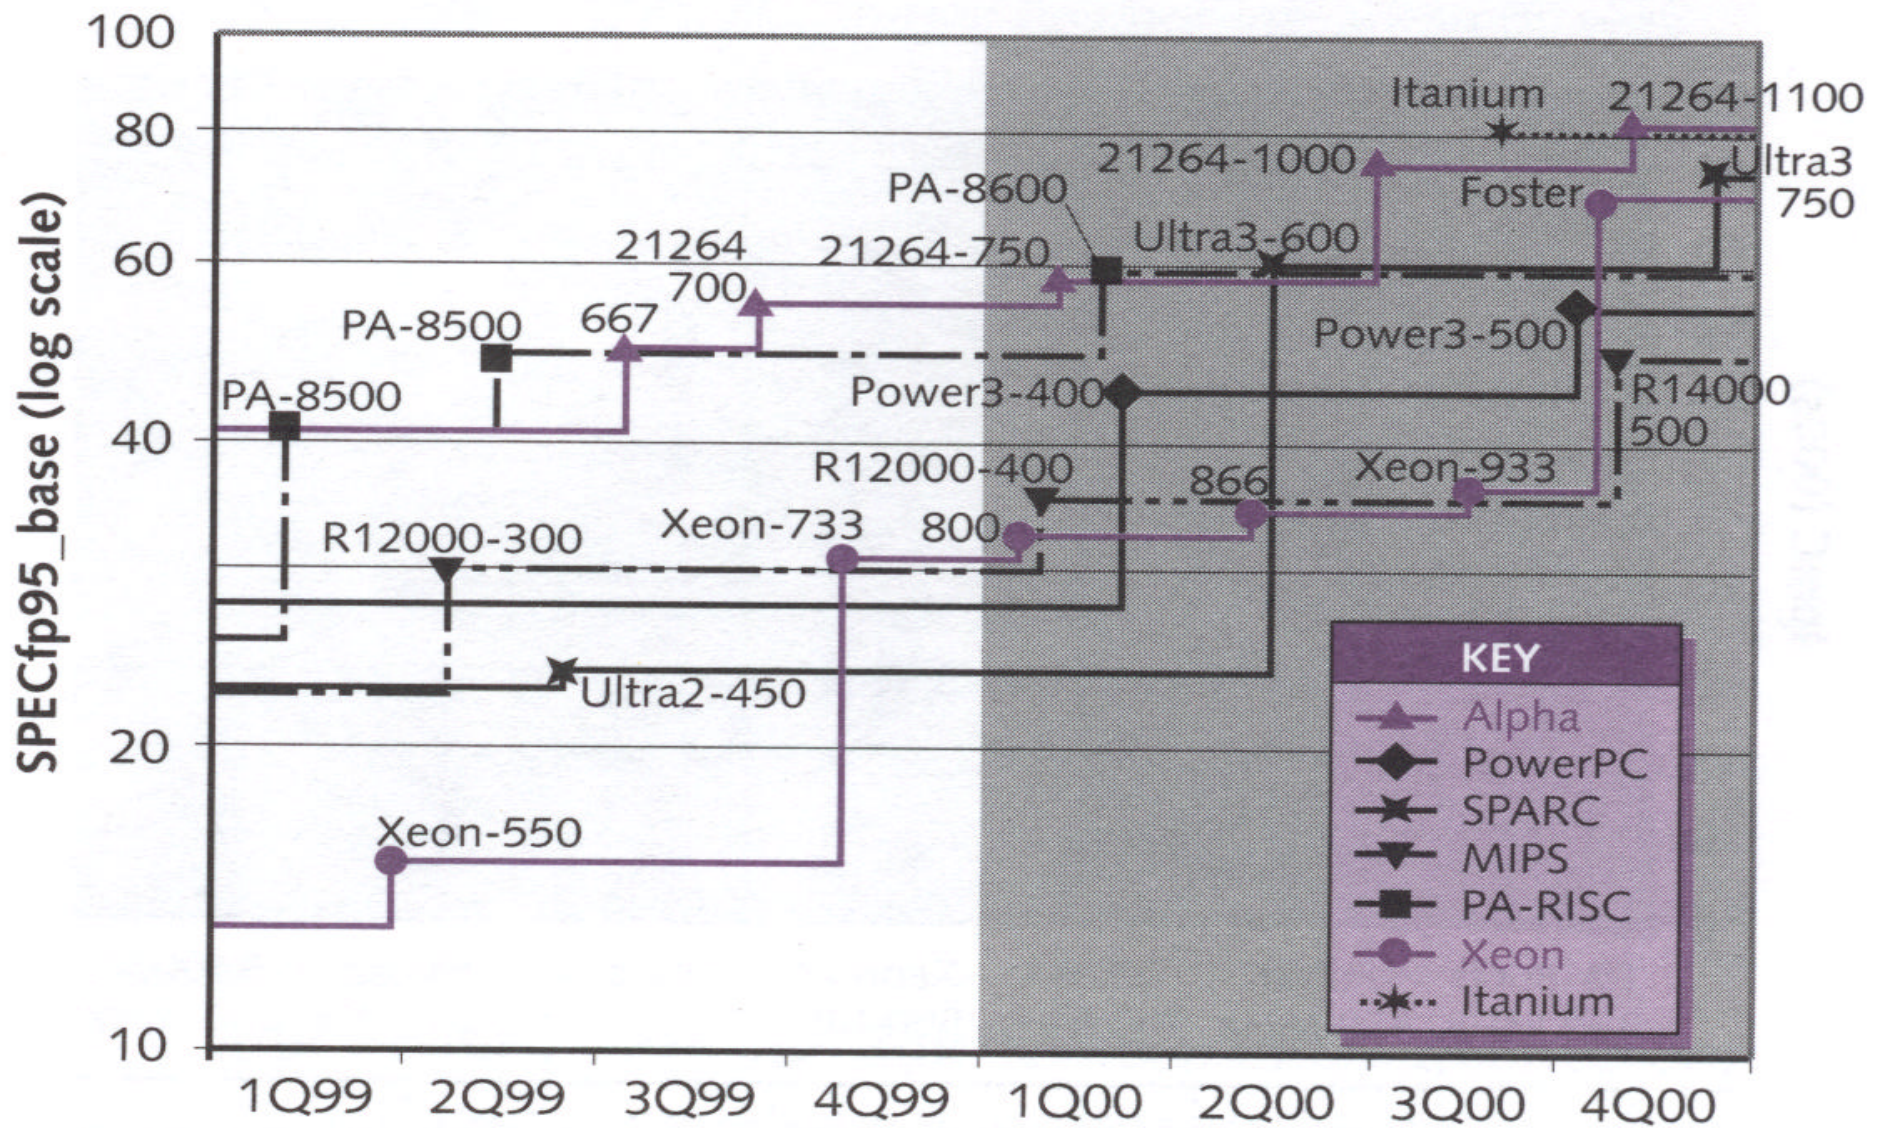 SPECfp95_base (log scale)
100
80
60
40
20
10
Itanium
21264-1100
21264-1000
Ultra3
750
PA-8600
Foster
21264
700
21264-750
Ultra3-600
PA-8500
667
Power3-500
PA-8500
Power3-400
R14000
500
R12000-400
866
Xeon-933
R12000-300
Xeon-733
800
Ultra2-450
Xeon-550
KEY
Alpha
PowerPC
SPARC
MIPS
PA-RISC
Xeon
Itanium
1Q99
2Q99
3Q99
4Q99
1Q00
2Q00
3Q00
4Q00